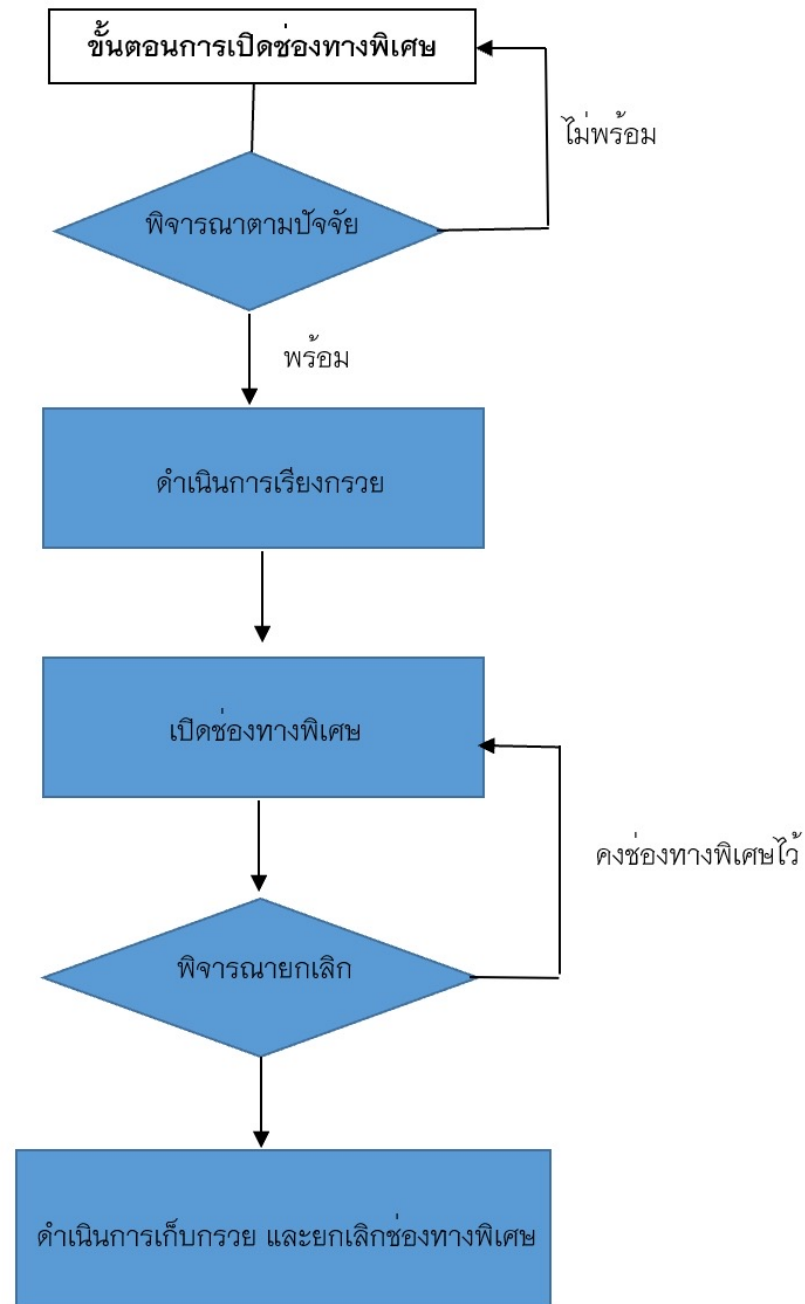 ขั้นตอนการเปิดช่องทางพิเศษ
ไม่พร้อม
พิจารณาตามปัจจัย
พร้อม
ดำเนินการเรียงกรวย
เปิดช่องทางพิเศษ
คงช่องทางพิเศษไว้
พิจารณายกเลิก
ดำเนินการเก็บกรวย และยกเลิกช่องทางพิเศษ